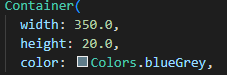 Container(
  width: 350.0,
  height: 20.0,
  color: Colors.blueGrey,